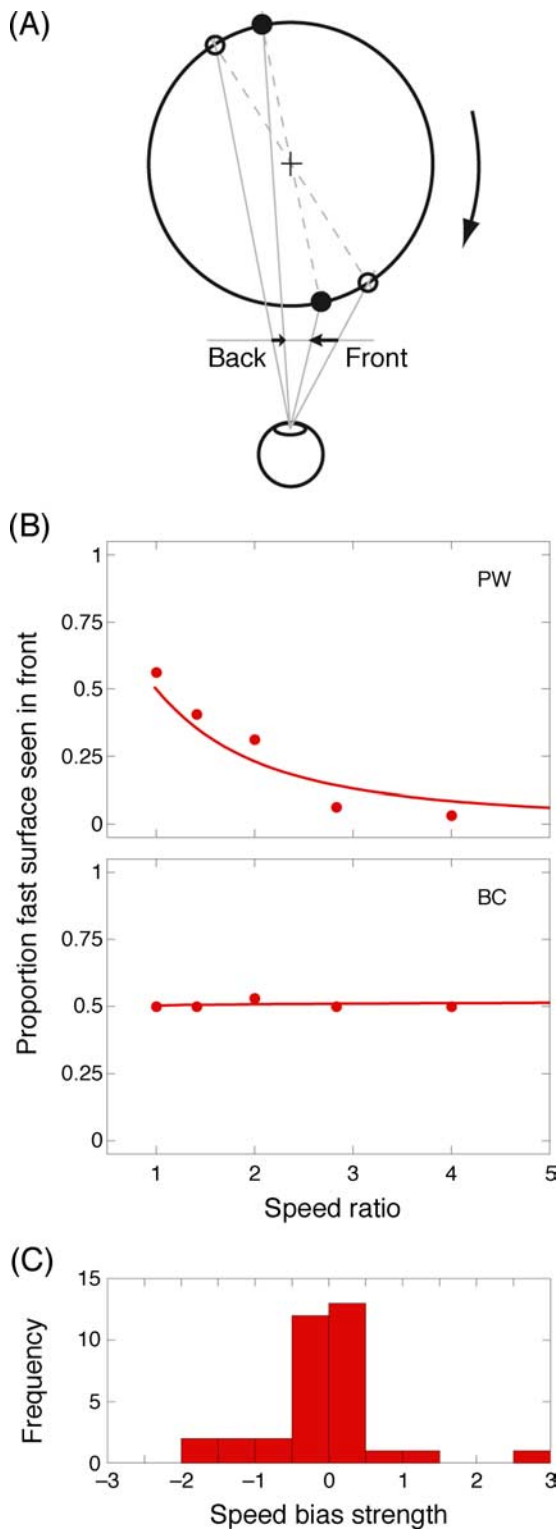 (A)
Back Front
(B)
Proportion fast surface seen in front
1
PW
0.75
0.5
0.25
0
1
BC
0.75
0.5
0.25
0
1 2 3 4 5
Speed ratio
(C)
Frequency
15
10
5
0
−3 −2 −1 0 1 2 3
Speed bias strength